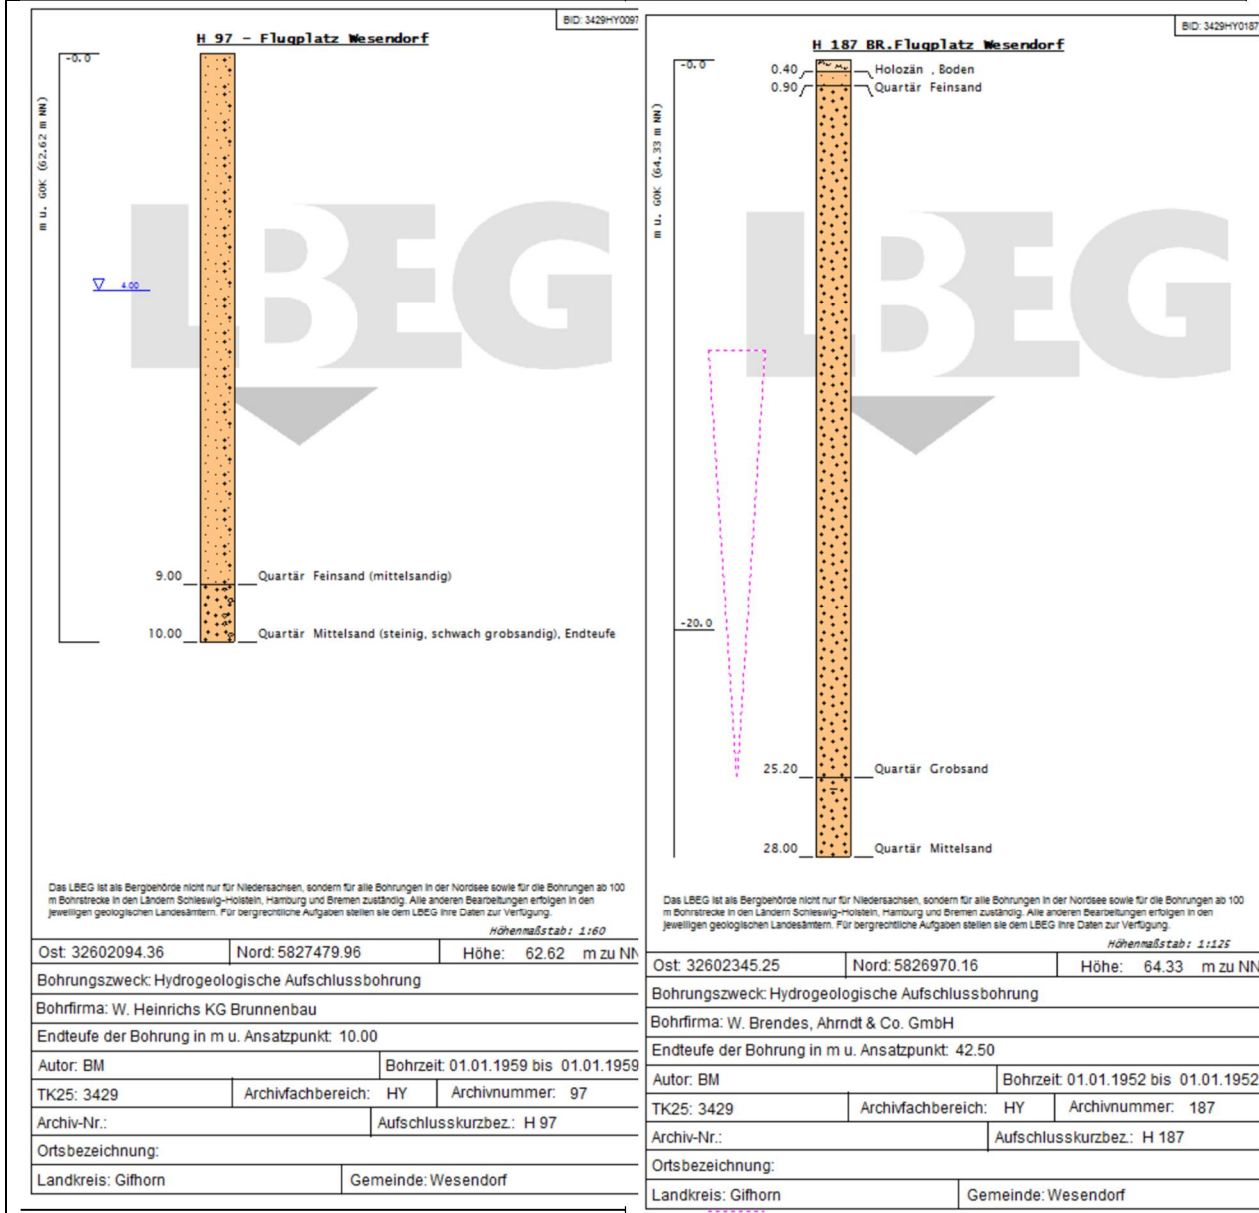 BID: 3429HY0097
H 97 - Flugplatz Wesendorf
-0.0
m u. GOK (62.62 m NN)
4.00
LBEG
9.00
Quartär Feinsand (mittelsandig)
10.00
Quartär Mittelsand (steinig, schwach grobsandig), Endteufe
Das LBEG ist als Bergbehörde nicht nur für Niedersachsen, sondern für alle Bohrungen in der Nordsee sowie für die Bohrungen ab 100
m Bohrstrecke in den Ländern Schleswig-Holstein, Hamburg und Bremen zuständig. Alle anderen Bearbeitungen erfolgen in den
jeweiligen geologischen Landesämtern. Für bergrechtliche Aufgaben stellen sie dem LBEG ihre Daten zur Verfügung.
Höhenmaßstab: 1:60
Ost: 32602094.36 Nord: 5827479.96 Höhe: 62.62 m zu NN
Bohrungszweck: Hydrogeologische Aufschlussbohrung
Bohrfirma: W. Heinrichs KG Brunnenbau
Endteufe der Bohrung in m u. Ansatzpunkt: 10.00
Autor: BM Bohrzeit: 01.01.1959 bis 01.01.1959
TK25: 3429 Archivfachbereich: HY Archivnummer: 97
Archiv-Nr.: Aufschlusskurzbez.: H 97
Ortsbezeichnung:
Landkreis: Gifhorn Gemeinde: Wesendorf
BID: 3429HY0187
H 187 BR.Flugplatz Wesendorf
-0.0
m u. GOK (64.33 m NN)
0.40 Holozän , Boden
0.90 Quartär Feinsand
LBEG
-20.0
25.20 Quartär Grobsand
28.00 Quartär Mittelsand
Das LBEG ist als Bergbehörde nicht nur für Niedersachsen, sondern für alle Bohrungen in der Nordsee sowie für die Bohrungen ab 100
m Bohrstrecke in den Ländern Schleswig-Holstein, Hamburg und Bremen zuständig. Alle anderen Bearbeitungen erfolgen in den
jeweiligen geologischen Landesämtern. Für bergrechtliche Aufgaben stellen sie dem LBEG ihre Daten zur Verfügung.
Höhenmaßstab: 1:125
Ost: 32602345.25 Nord: 5826970.16 Höhe: 64.33 m zu NN
Bohrungszweck: Hydrogeologische Aufschlussbohrung
Bohrfirma: W. Brendes, Ahrndt & Co. GmbH
Endteufe der Bohrung in m u. Ansatzpunkt: 42.50
Autor: BM Bohrzeit: 01.01.1952 bis 01.01.1952
TK25: 3429 Archivfachbereich: HY Archivnummer: 187
Archiv-Nr.: Aufschlusskurzbez.: H 187
Ortsbezeichnung:
Landkreis: Gifhorn Gemeinde: Wesendorf